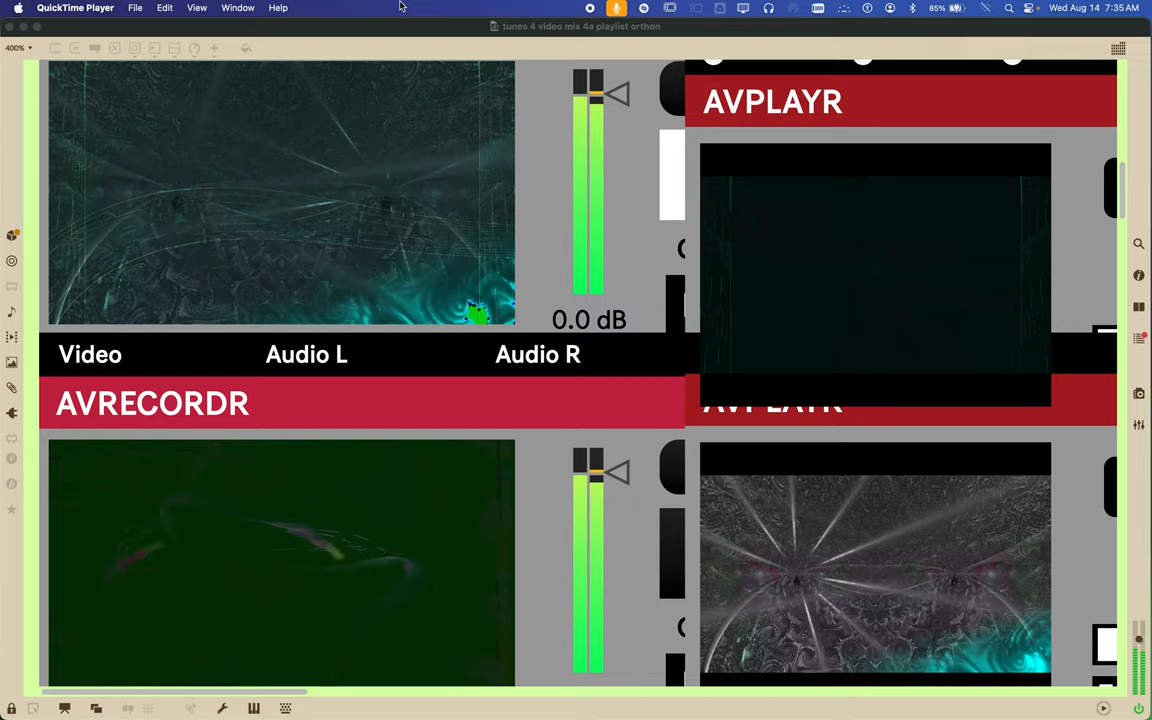 QuickTime Player File Edit View Window Help 85% Wed Aug 14 7:35 AM
tunes 4 video mix 4a playlist orthon
400%
AVPLAYR
0.0 dB
Video Audio L Audio R
AVRECORDR